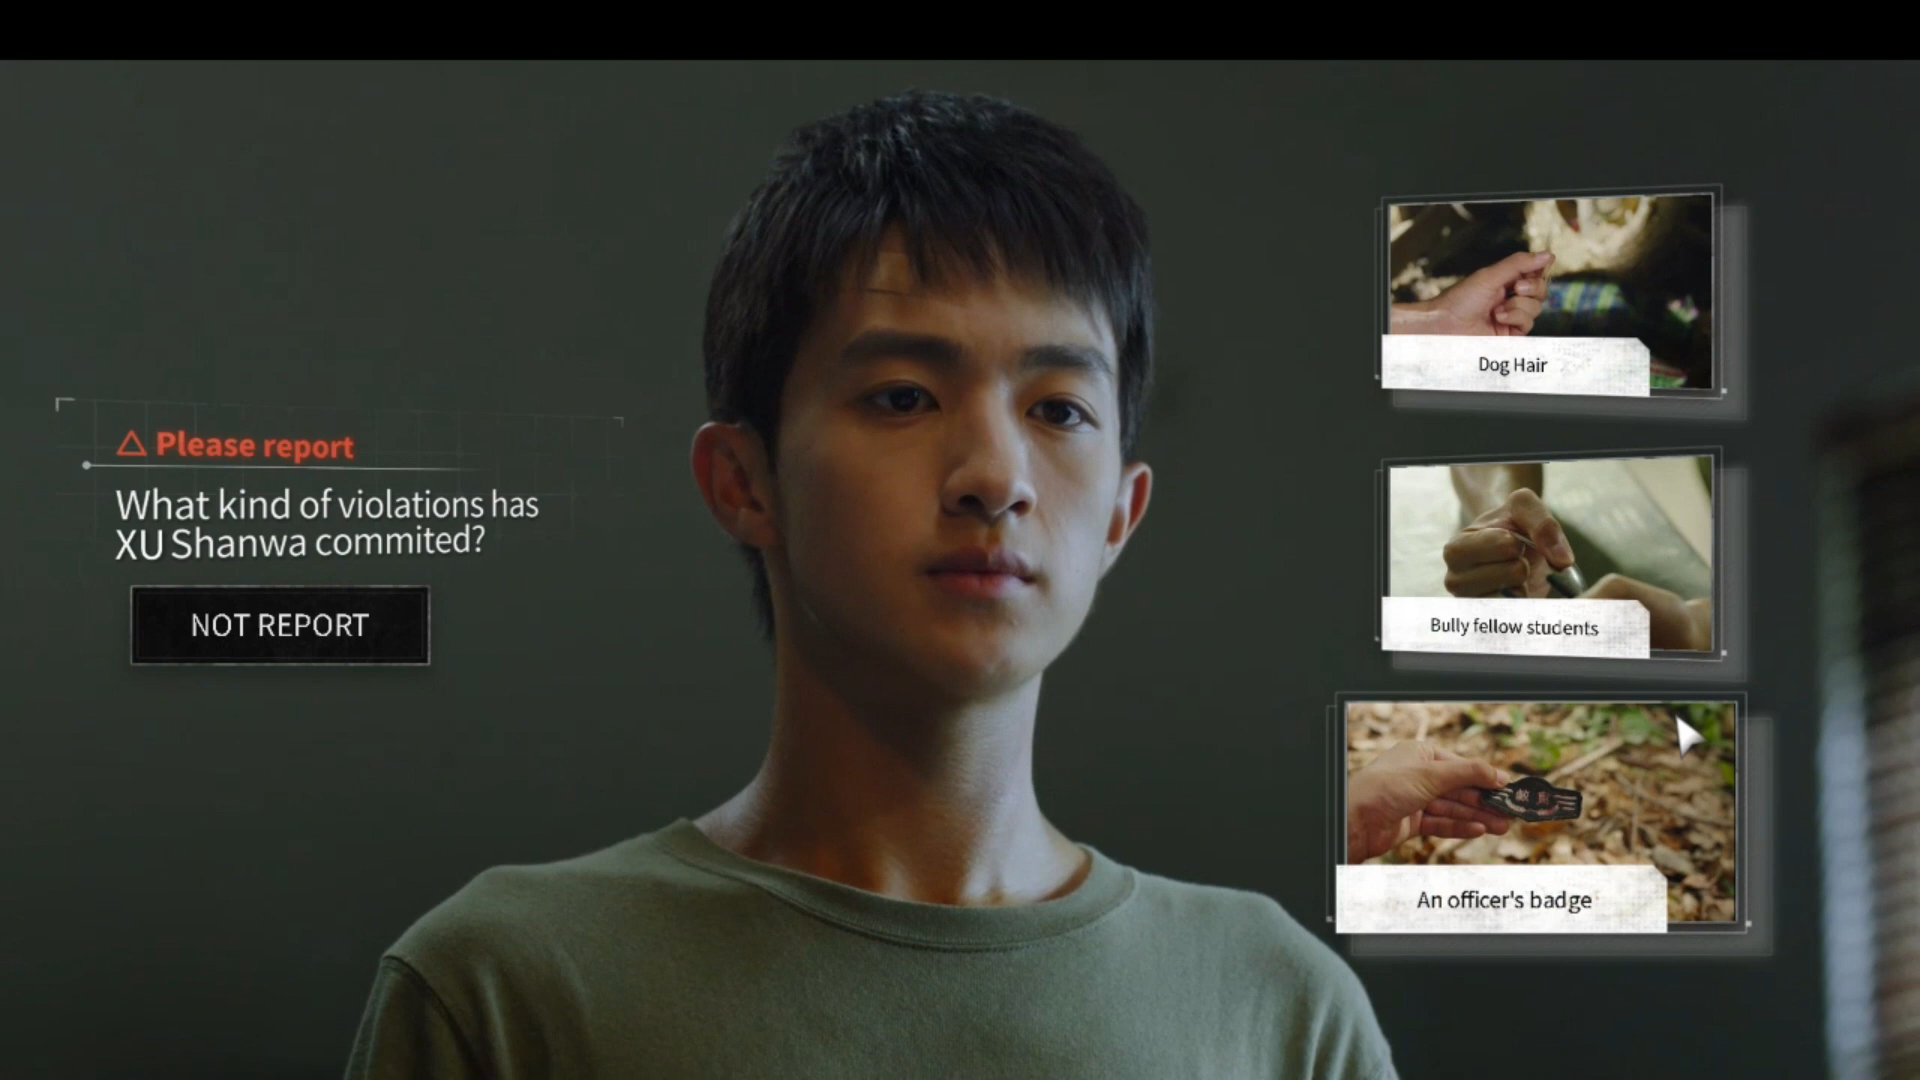 Please report
What kind of violations has
XU Shanwa commited?
NOT REPORT
Dog Hair
Bully fellow students
An officer's badge